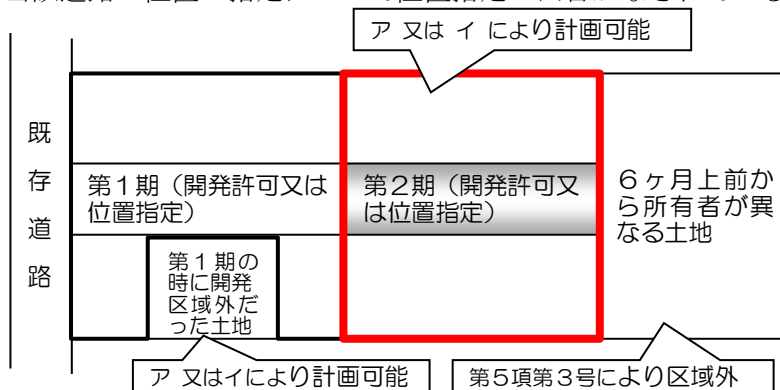 ア 又は イ により計画可能
既存道路
第1期（開発許可又は
位置指定）
第2期（開発許可又
は位置指定）
６ヶ月上前か
ら所有者が異
なる土地
第１期の
時に開発
区域外だ
った土地
ア 又はイにより計画可能
第5項第３号により区域外